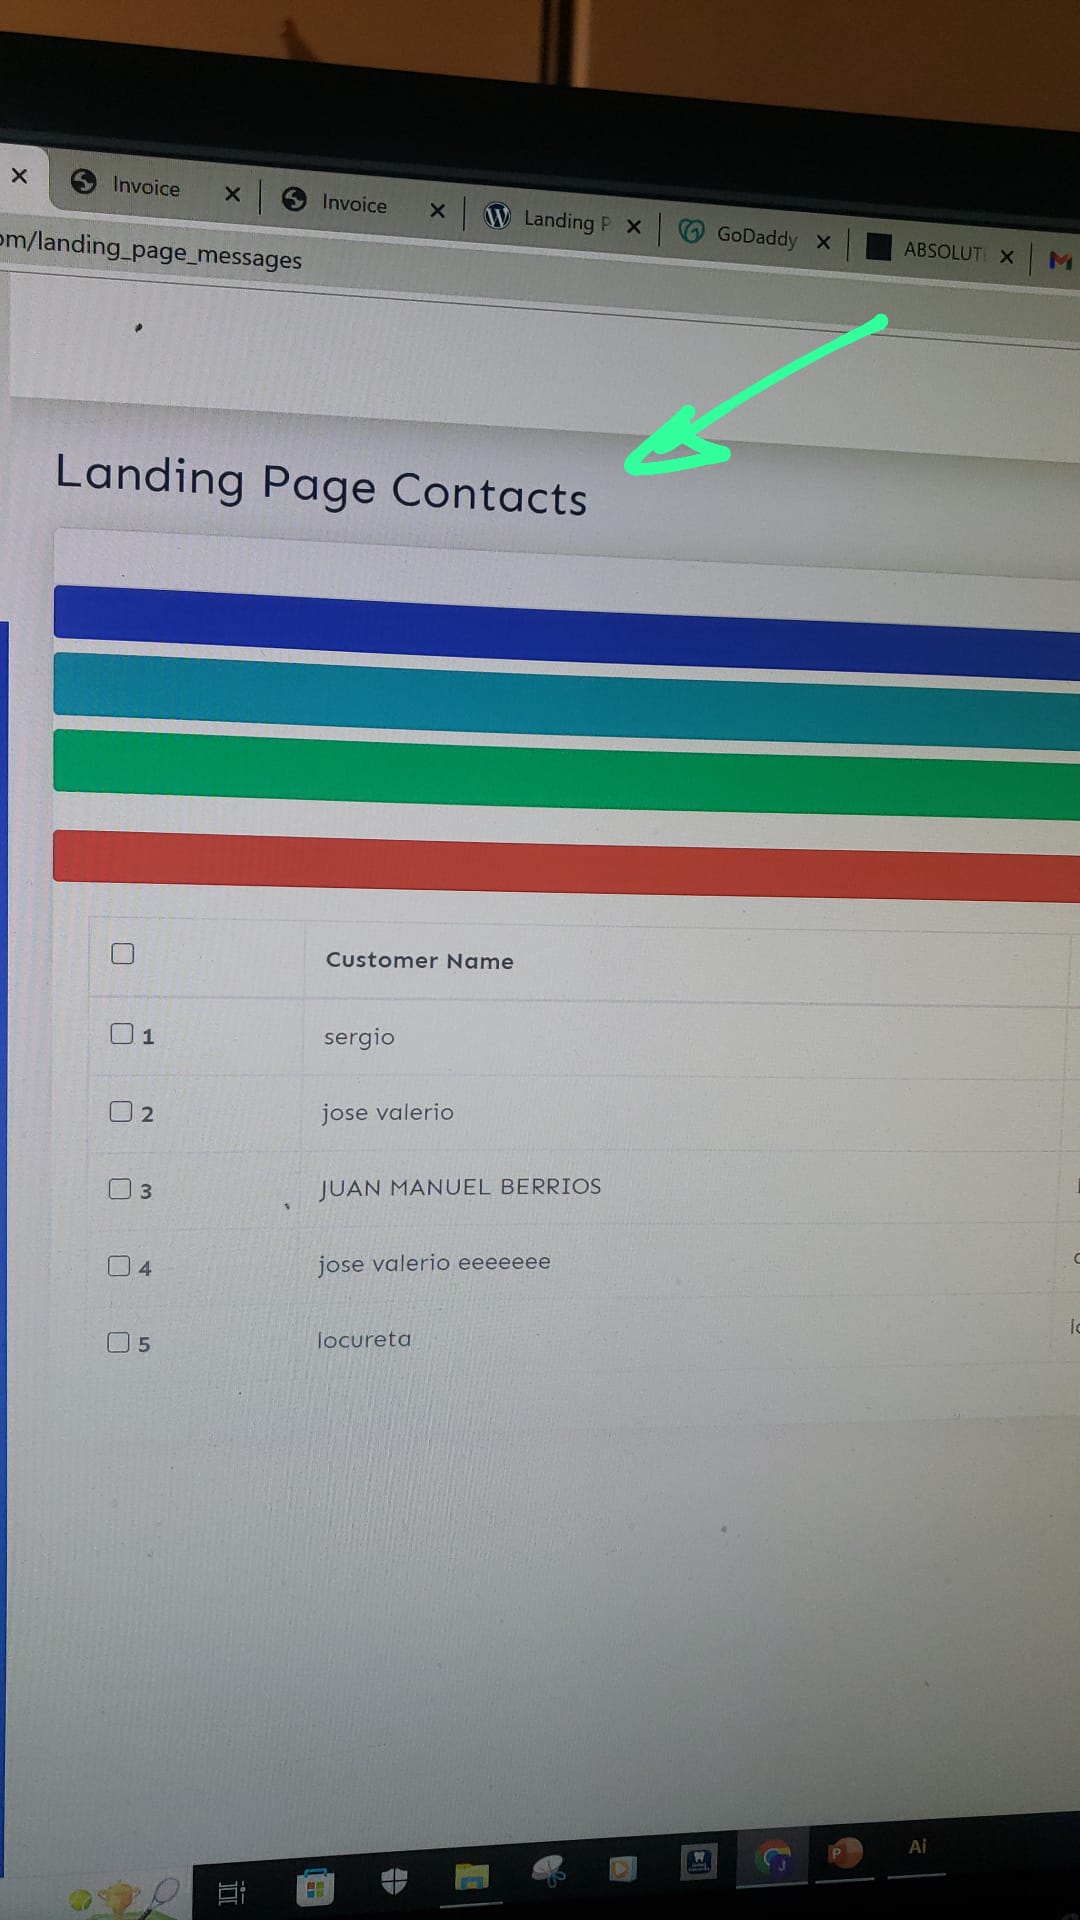 Invoice
Invoice
Landing P
GoDaddy
ABSOLUT
om/landing_page_messages
Landing Page Contacts
Customer Name
1 sergio
2 jose valerio
3 JUAN MANUEL BERRIOS
4 jose valerio eeeeeee
5 locureta
Ai